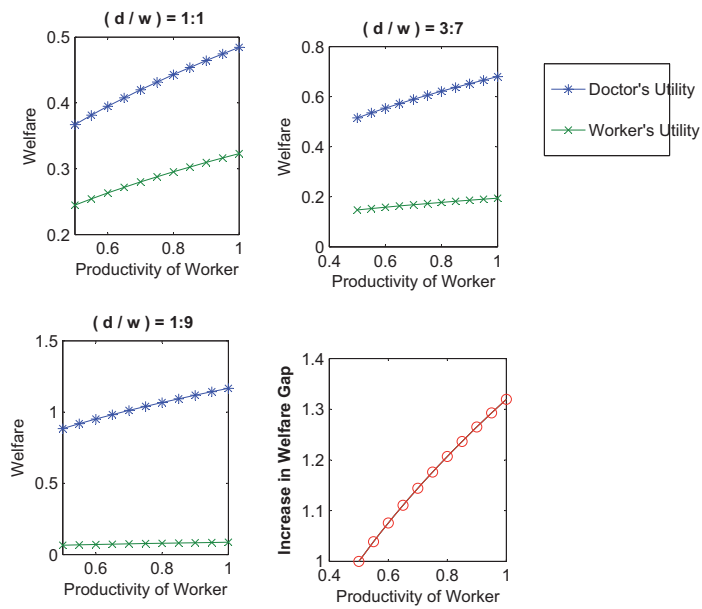 ( d / w ) = 1:1
0.5
0.4
0.3
0.2
Welfare
0.6
0.8
1
Productivity of Worker
( d / w ) = 3:7
0.8
0.6
0.4
0.2
0
Welfare
0.4
0.6
0.8
1
Productivity of Worker
Doctor's Utility
Worker's Utility
( d / w ) = 1:9
1.5
1
0.5
0
Welfare
0.6
0.8
1
Productivity of Worker
1.4
1.3
1.2
1.1
1
Increase in Welfare Gap
0.4
0.6
0.8
1
Productivity of Worker